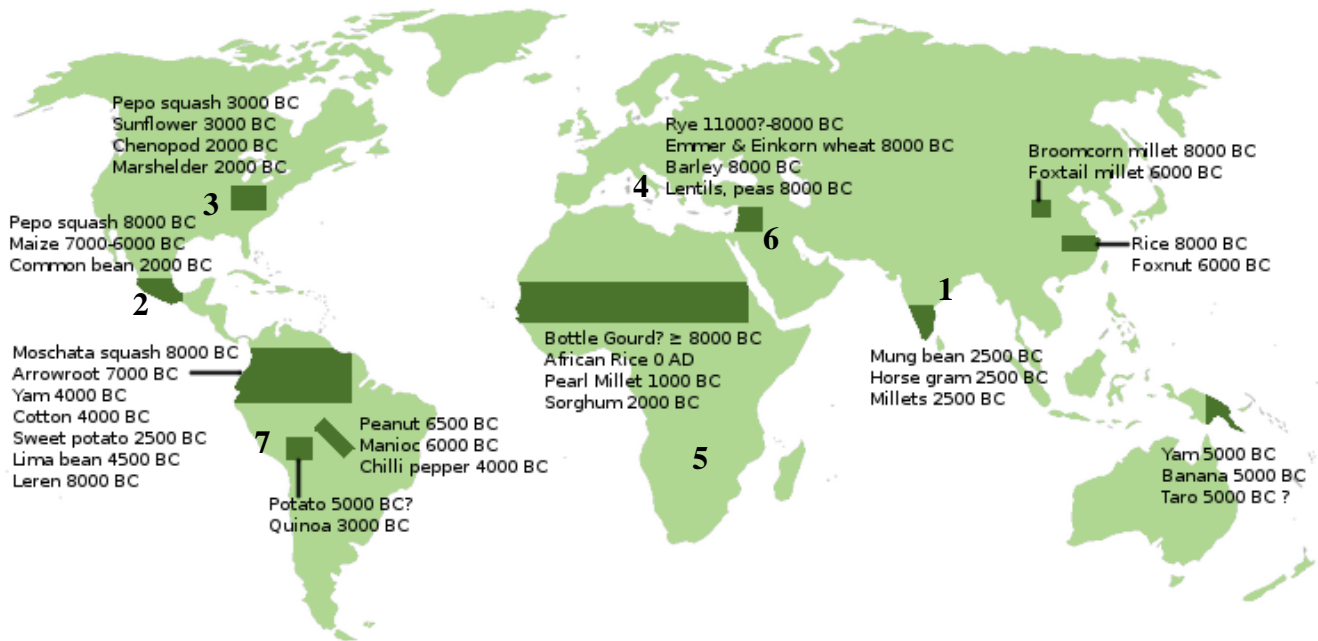 Pepo squash 3000 BC
Sunflower 3000 BC
Chenopod 2000 BC
Marshelder 2000 BC
3
Pepo squash 8000 BC
Maize 7000-6000 BC
Common bean 2000 BC
2
Moschata squash 8000 BC
Arrowroot 7000 BC
Yam 4000 BC
Cotton 4000 BC
Sweet potato 2500 BC
Lima bean 4500 BC
Leren 8000 BC
7
Peanut 6500 BC
Manioc 6000 BC
Chilli pepper 4000 BC
Potato 5000 BC?
Quinoa 3000 BC
Rye 11000?-8000 BC
Emmer & Einkorn wheat 8000 BC
Barley 8000 BC
Lentils, peas 8000 BC
4
6
Bottle Gourd? ≥ 8000 BC
African Rice 0 AD
Pearl Millet 1000 BC
Sorghum 2000 BC
5
1
Mung bean 2500 BC
Horse gram 2500 BC
Millets 2500 BC
Broomcorn millet 8000 BC
Foxtail millet 6000 BC
Rice 8000 BC
Foxnut 6000 BC
Yam 5000 BC
Banana 5000 BC
Taro 5000 BC ?